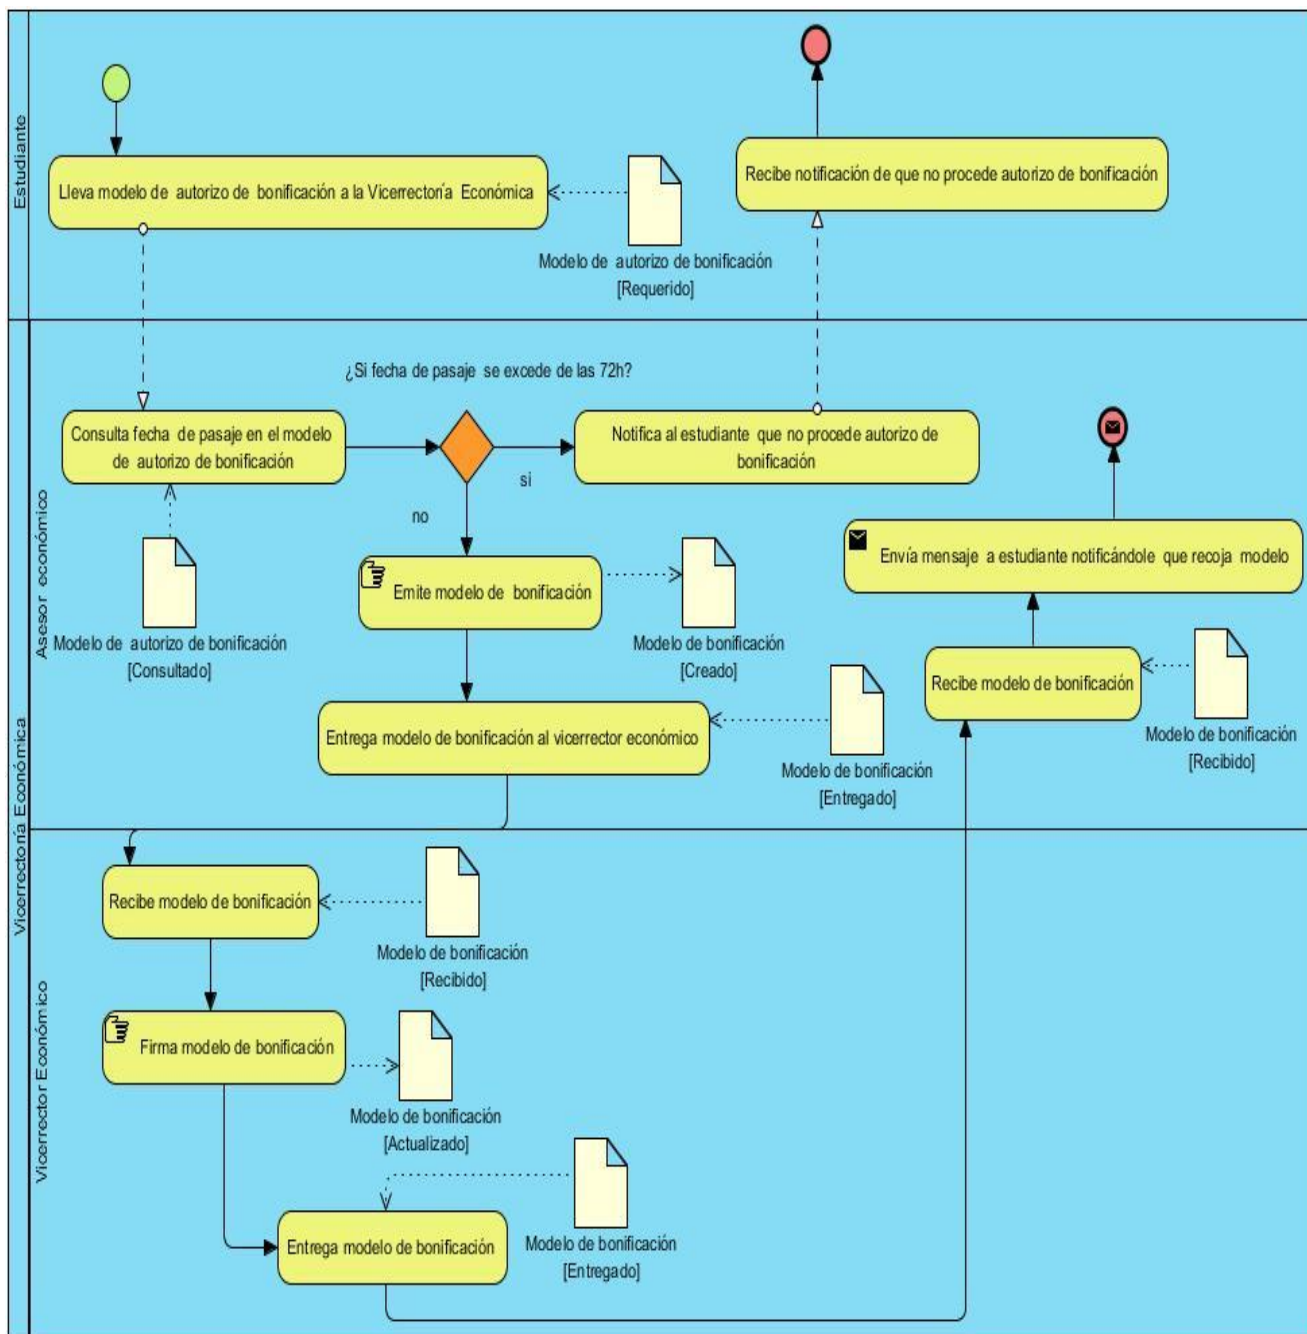 Estudiante
Lleva modelo de autorizo de bonificación a la Vicerrectoría Económica
Modelo de autorizo de bonificación
[Requerido]
Recibe notificación de que no procede autorizo de bonificación
Vicerrectoría Económica
Asesor económico
¿Si fecha de pasaje se excede de las 72h?
Consulta fecha de pasaje en el modelo
de autorizo de bonificación
si
no
Notifica al estudiante que no procede autorizo de
bonificación
Modelo de autorizo de bonificación
[Consultado]
Emite modelo de bonificación
Modelo de bonificación
[Creado]
Envía mensaje a estudiante notificándole que recoja modelo
Recibe modelo de bonificación
Modelo de bonificación
[Recibido]
Entrega modelo de bonificación al vicerrector económico
Modelo de bonificación
[Entregado]
Vicerrector Económico
Recibe modelo de bonificación
Modelo de bonificación
[Recibido]
Firma modelo de bonificación
Modelo de bonificación
[Actualizado]
Entrega modelo de bonificación
Modelo de bonificación
[Entregado]